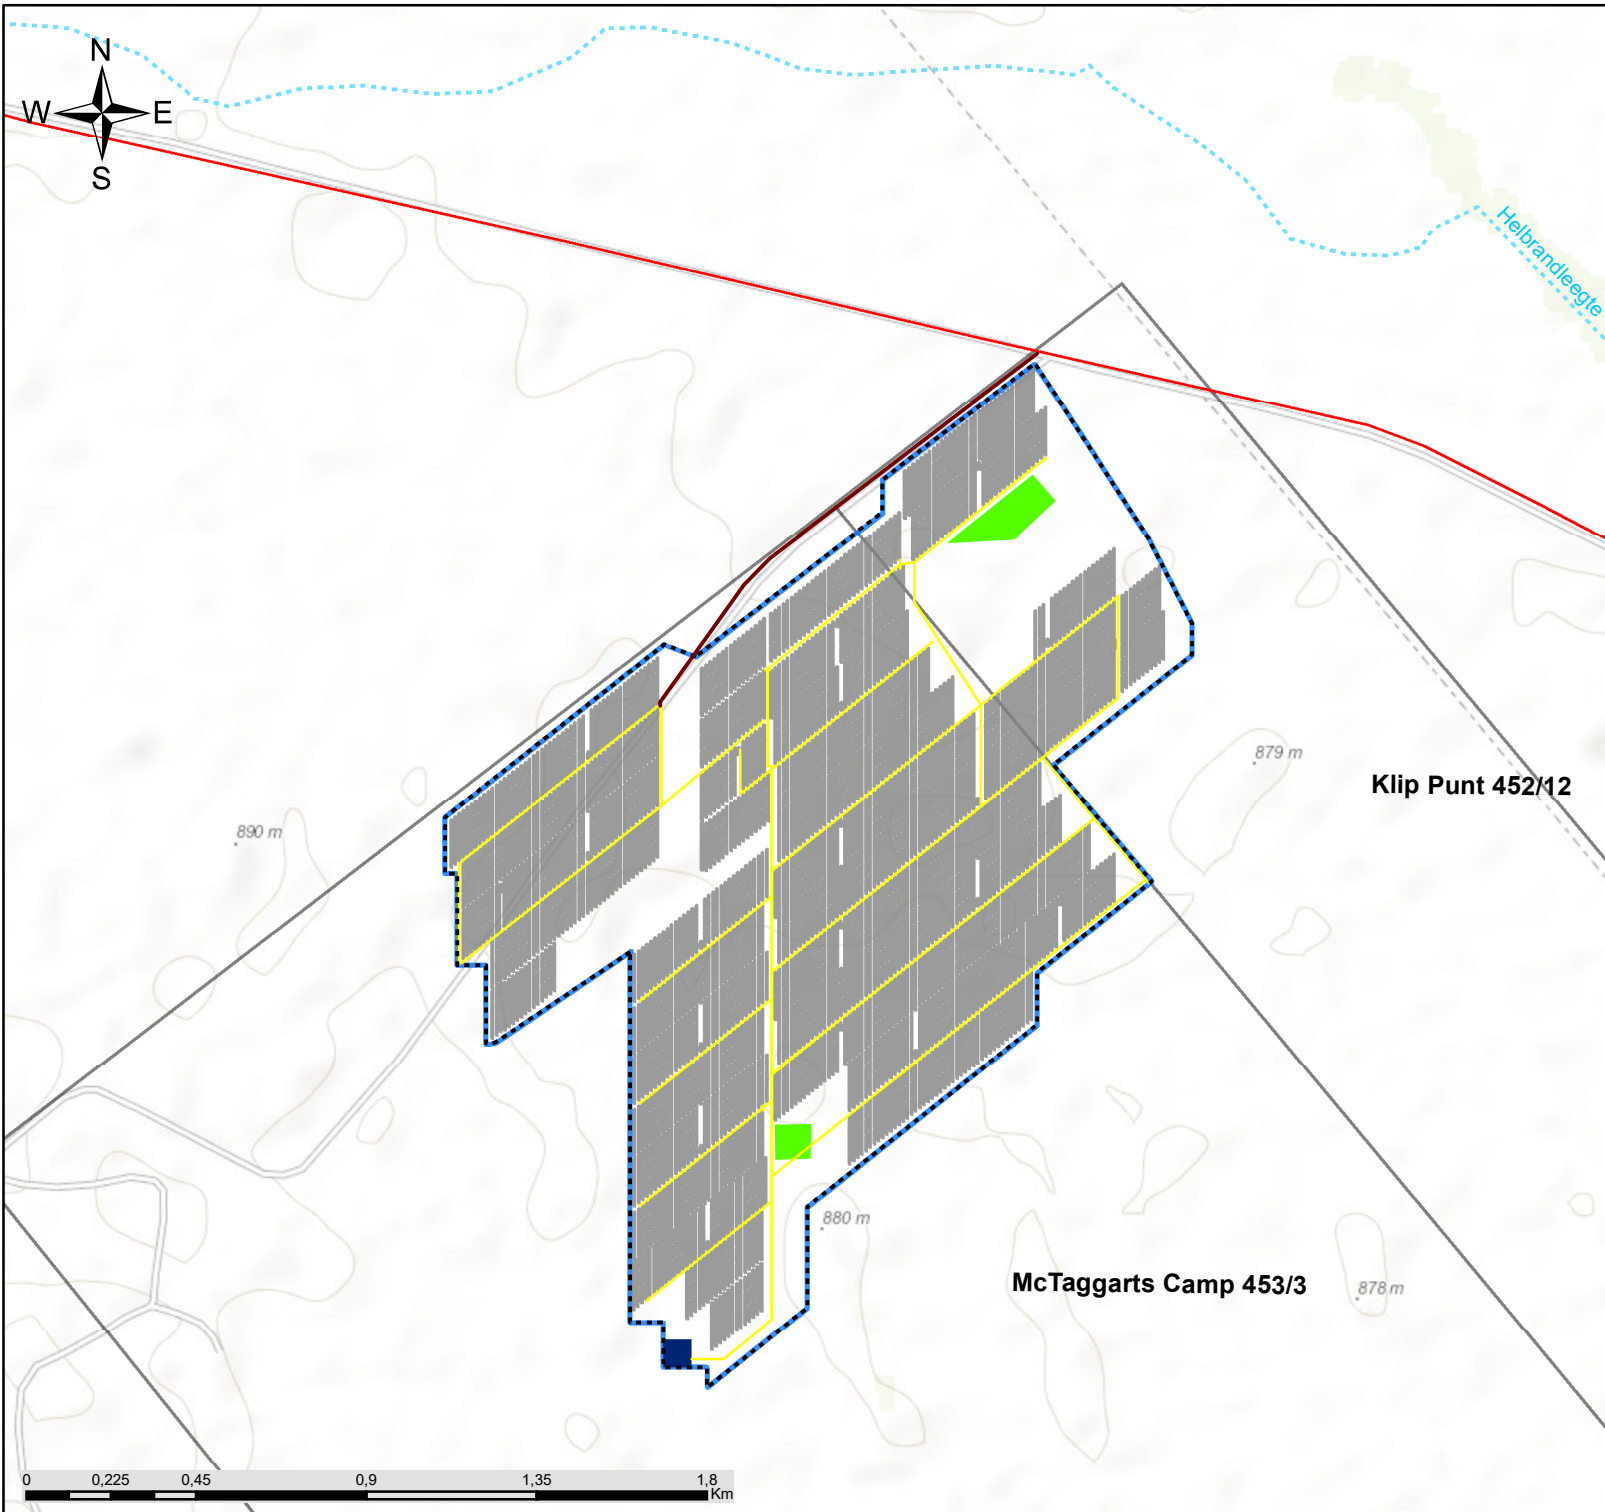 N
W E
S
Helbrandleegte
879 m
Klip Punt 452/12
890 m
880 m
McTaggarts Camp 453/3
878 m
0 0,225 0,45 0,9 1,35 1,8
Km